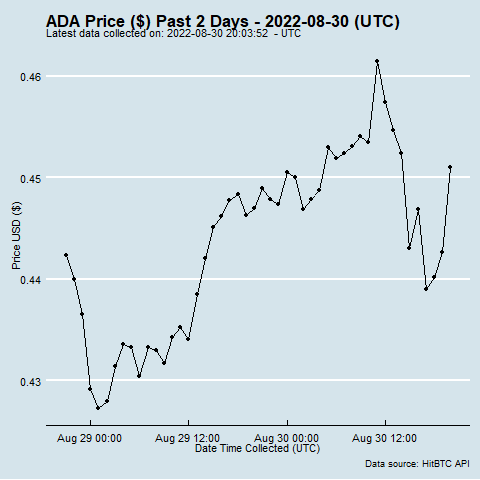 ADA Price ($) Past 2 Days - 2022-08-30 (UTC)
Latest data collected on: 2022-08-30 20:03:52 - UTC
0.46
0.45
0.44
0.43
Price USD ($)
Aug 29 00:00 Aug 29 12:00 Aug 30 00:00 Aug 30 12:00
Date Time Collected (UTC)
Data source: HitBTC API